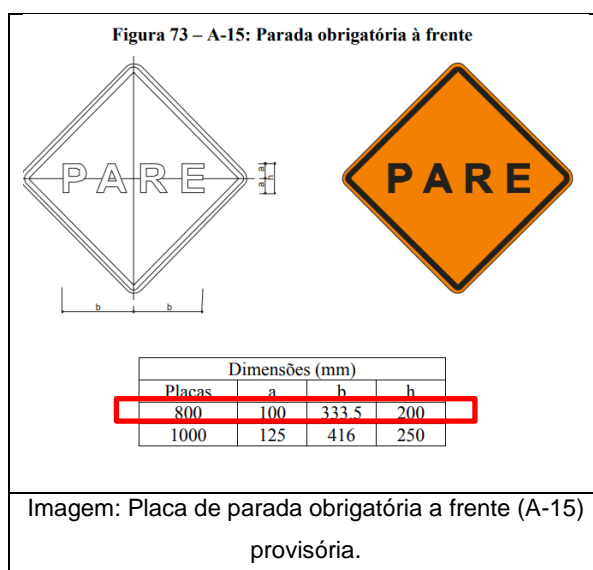 Figura 73 – A-15: Parada obrigatória à frente
PARE
a
a
h
b
b
PARE
Dimensões (mm)
Placas a b h
800 100 333.5 200
1000 125 416 250
Imagem: Placa de parada obrigatória a frente (A-15)
provisória.